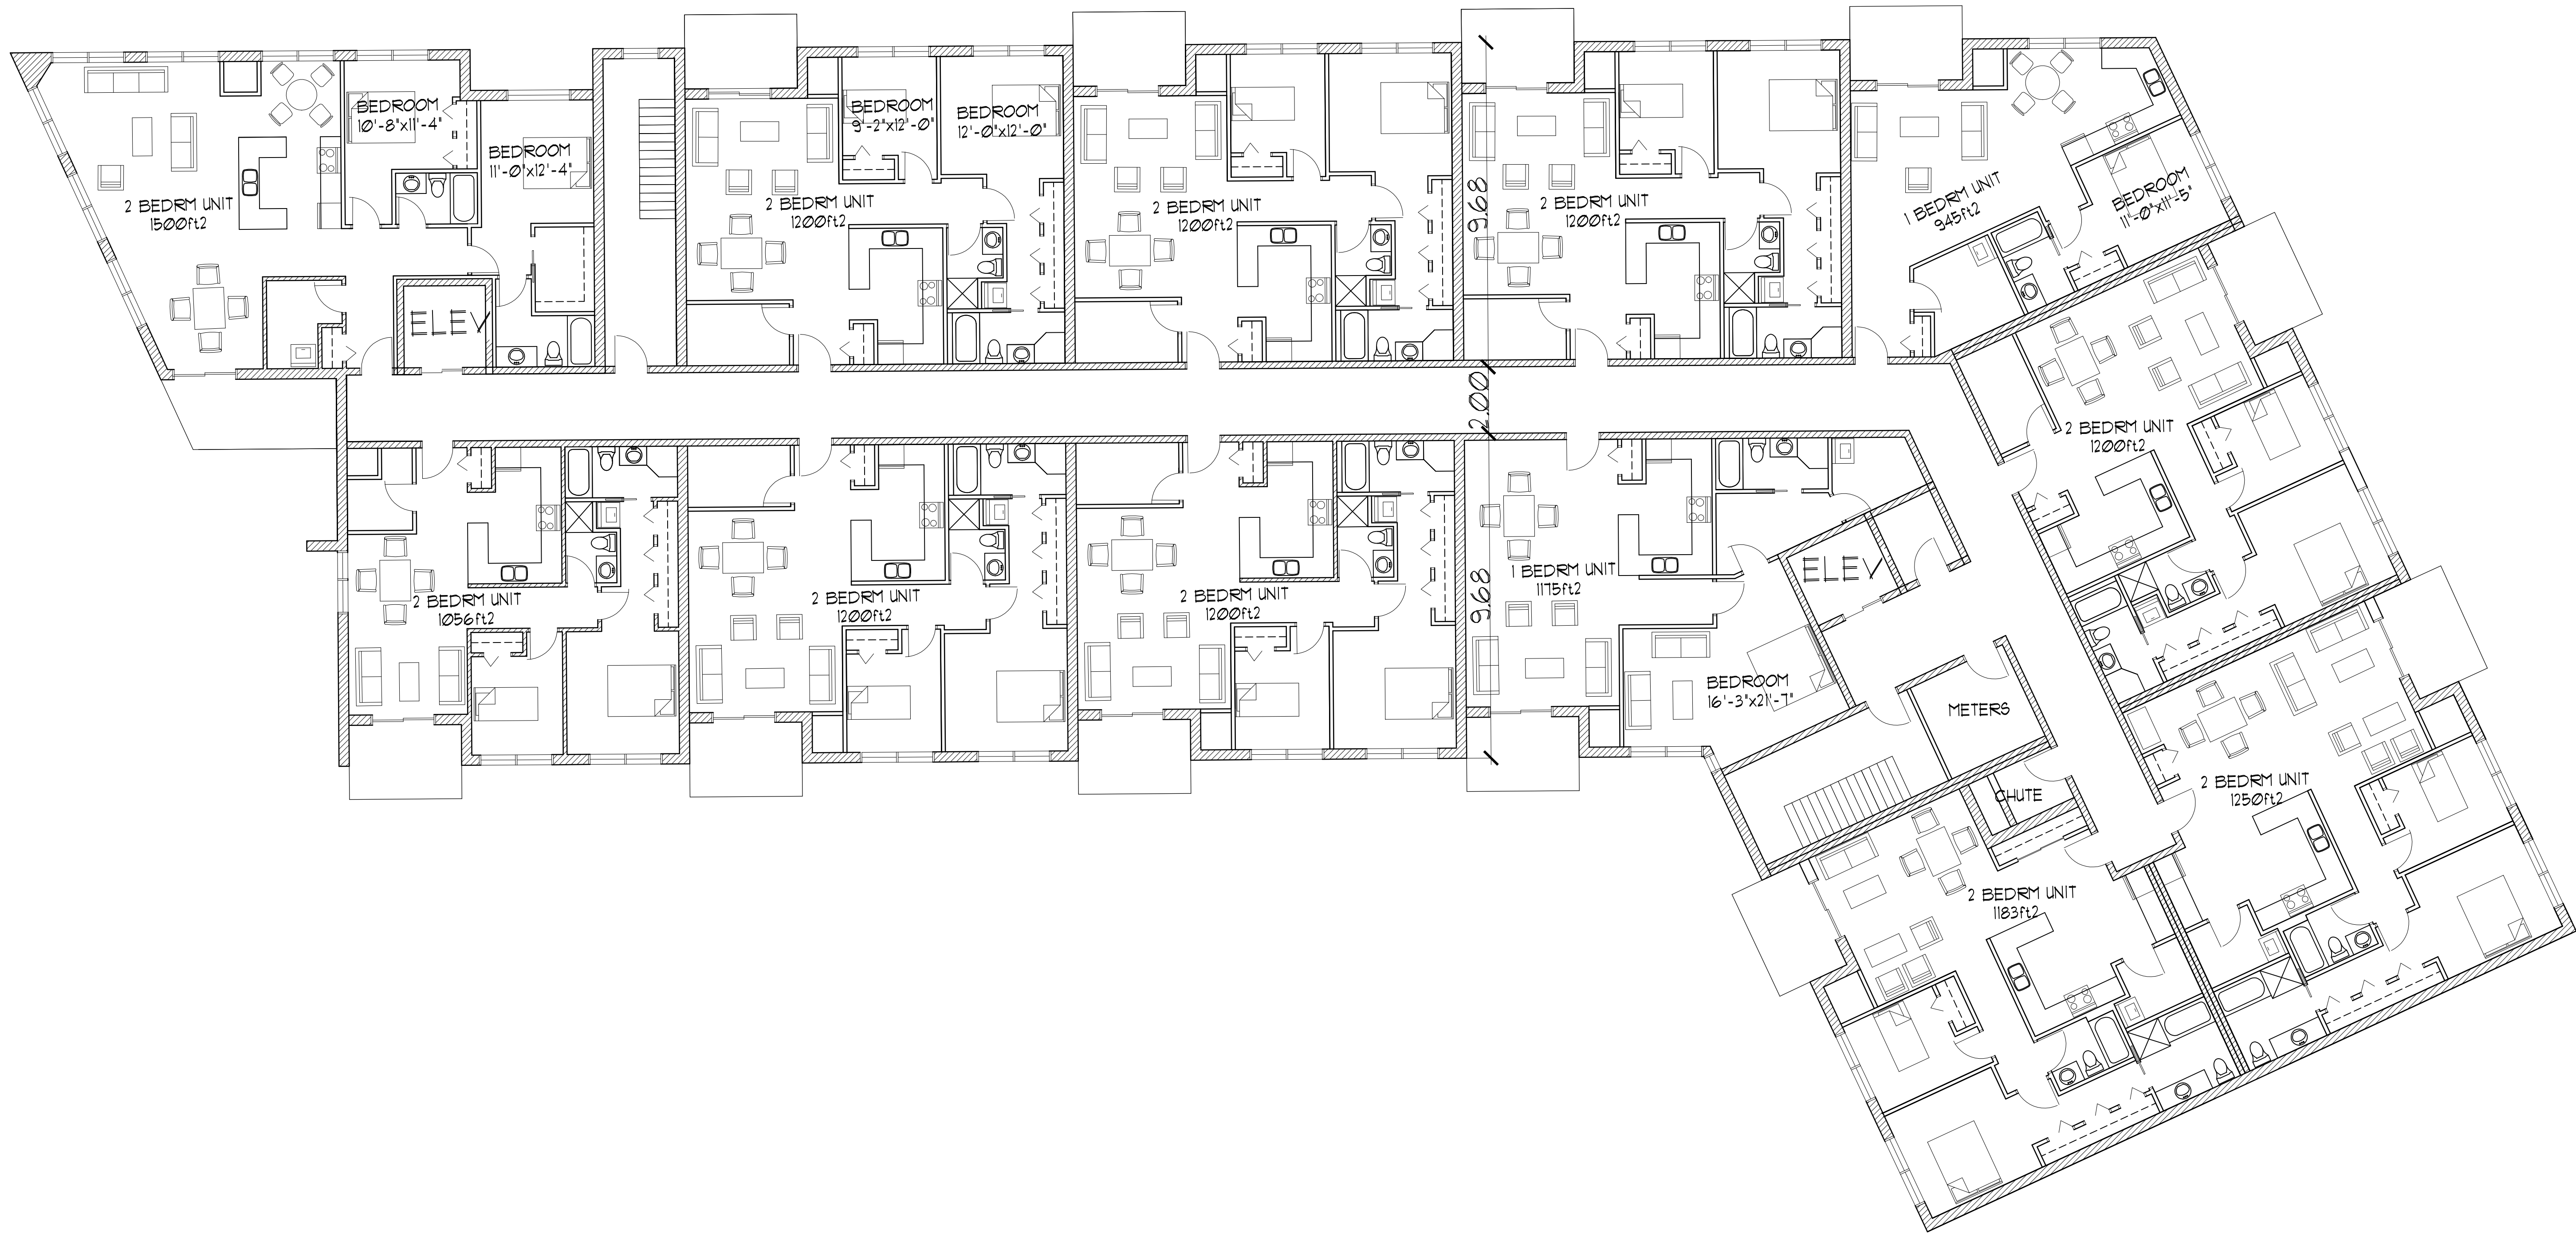 BEDROOM
10'-8"x11'-4"
BEDROOM
11'-0"x12'-4"
2 BEDRM UNIT
1500ft2
ELEV
BEDROOM
9'-2"x12'-0"
BEDROOM
12'-0"x12'-0"
2 BEDRM UNIT
1200ft2
2 BEDRM UNIT
1200ft2
9.68
2 BEDRM UNIT
1200ft2
1 BEDRM UNIT
945ft2
BEDROOM
11'-0"x11'-5"
2.00
2 BEDRM UNIT
1200ft2
2 BEDRM UNIT
1056ft2
2 BEDRM UNIT
1200ft2
2 BEDRM UNIT
1200ft2
9.68
1 BEDRM UNIT
1175ft2
ELEV
BEDROOM
16'-3"x21'-7"
METERS
CHUTE
2 BEDRM UNIT
1250ft2
2 BEDRM UNIT
1183ft2